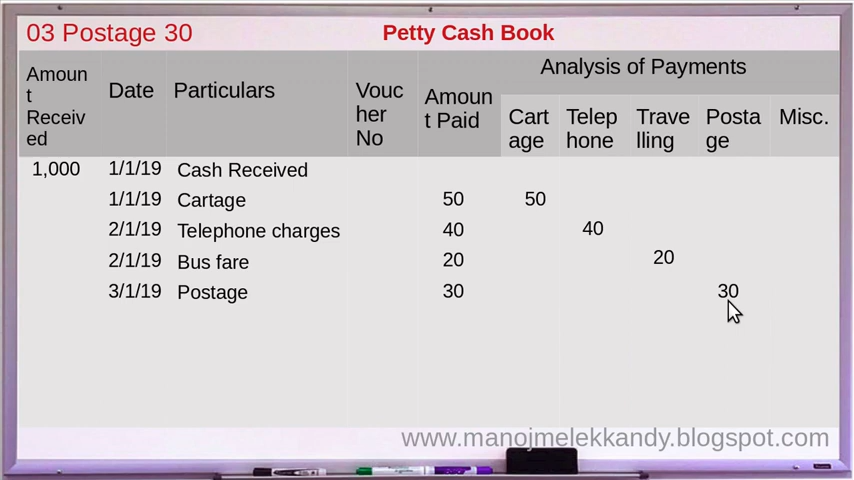 03 Postage 30
Petty Cash Book
Amoun
t
Receiv
ed
Date
Particulars
Vouc
her
No
Amoun
t Paid
Analysis of Payments
Cart
age
Telep
hone
Trave
lling
Posta
ge
Misc.
1,000 1/1/19 Cash Received
1/1/19 Cartage 50 50
2/1/19 Telephone charges 40 40
2/1/19 Bus fare 20 20
3/1/19 Postage 30 30
www.manojmelekkandy.blogspot.com